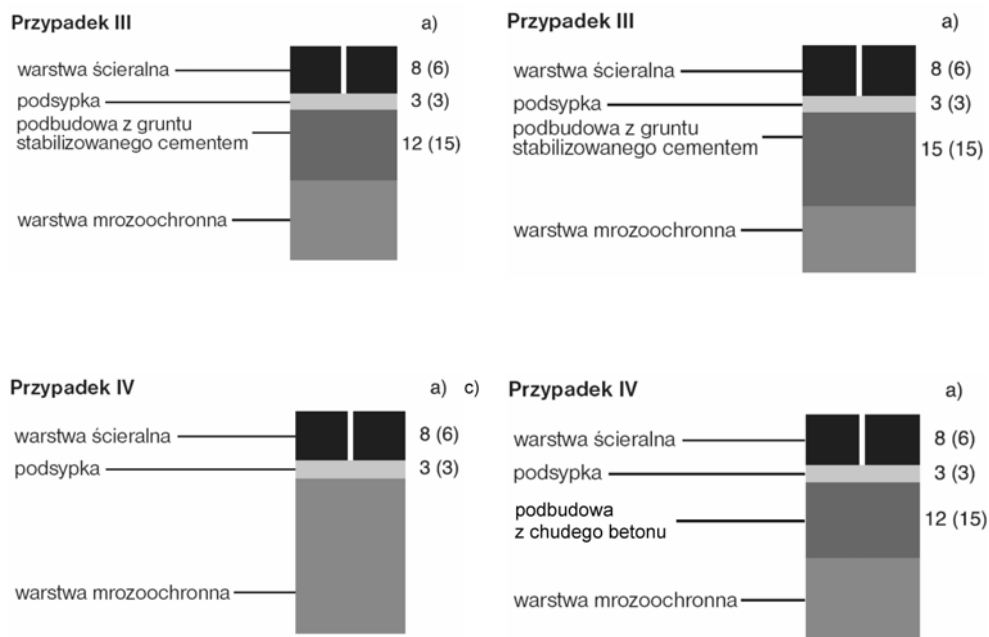 Przypadek III a)
warstwa ścieralna 8 (6)
podsypka 3 (3)
podbudowa z gruntu
stabilizowanego cementem 12 (15)
warstwa mrozoochronna
Przypadek III a)
warstwa ścieralna 8 (6)
podsypka 3 (3)
podbudowa z gruntu
stabilizowanego cementem 15 (15)
warstwa mrozoochronna
Przypadek IV a) c)
warstwa ścieralna 8 (6)
podsypka 3 (3)
warstwa mrozoochronna
Przypadek IV a)
warstwa ścieralna 8 (6)
podsypka 3 (3)
podbudowa
z chudego betonu 12 (15)
warstwa mrozoochronna